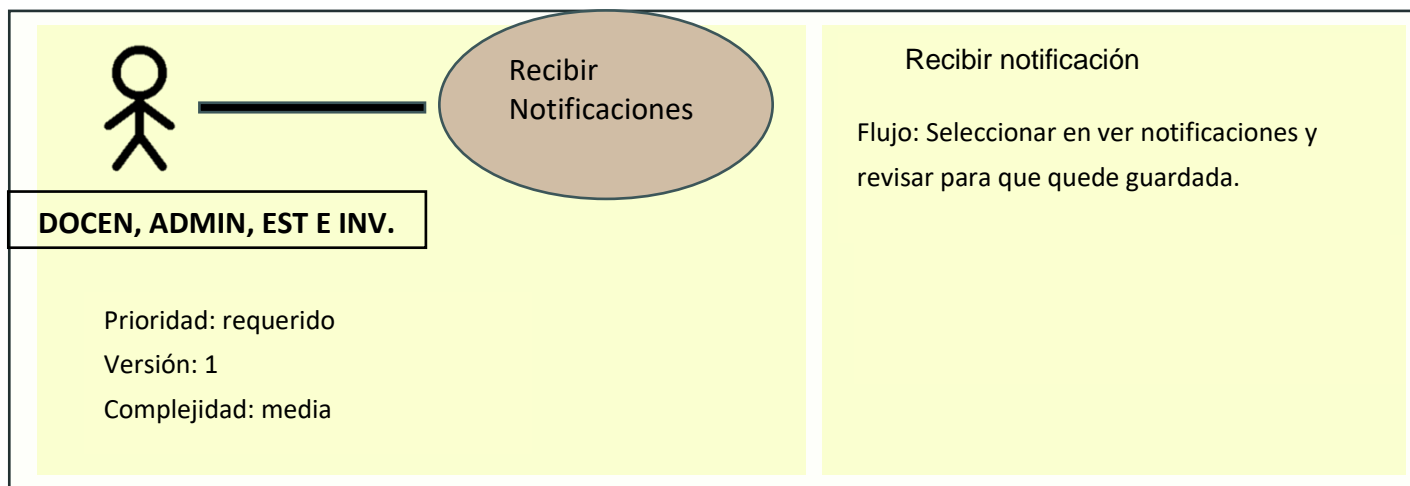 Recibir
Notificaciones
DOCEN, ADMIN, EST E INV.
Prioridad: requerido
Versión: 1
Complejidad: media
Recibir notificación
Flujo: Seleccionar en ver notificaciones y
revisar para que quede guardada.